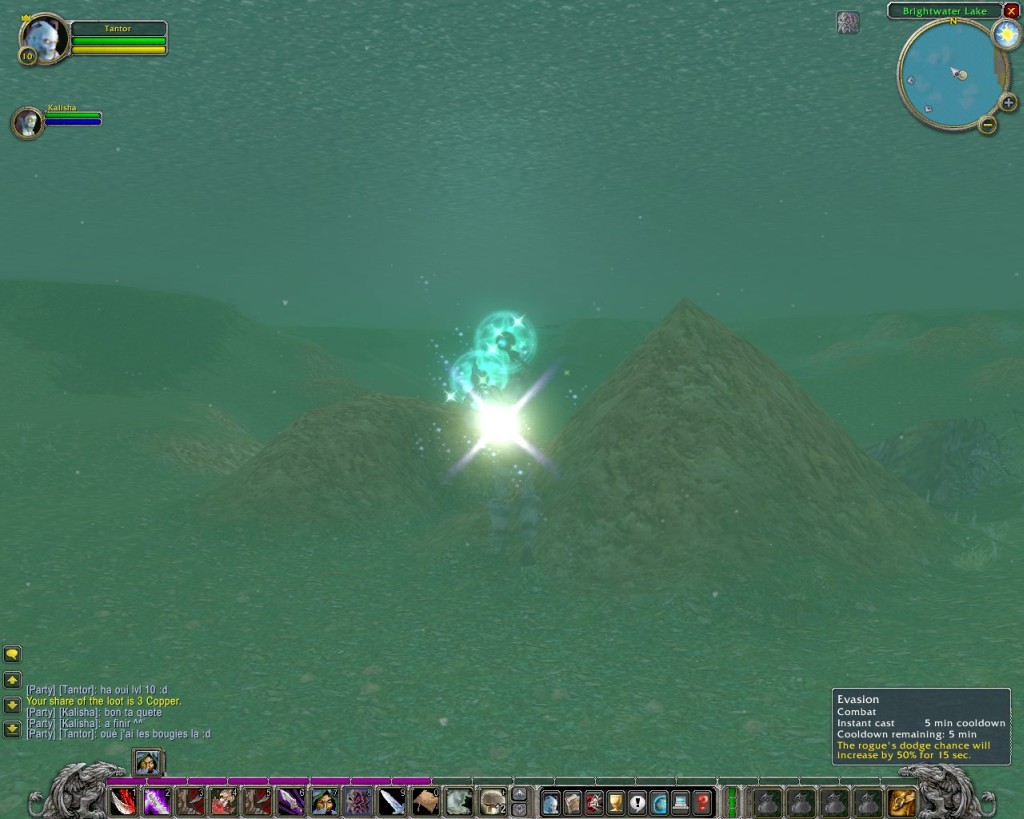 Tantor
10
Kalisha
Brightwater Lake
N
[Party] [Tantor]: ha oui lvl 10 :d
Your share of the loot is 3 Copper.
[Party] [Kalisha]: bon ta quete
[Party] [Kalisha]: a finir ^^
[Party] [Tantor]: oué j'ai les bougies la :d
Evasion
Combat
Instant cast 5 min cooldown
Cooldown remaining: 5 min
The rogue's dodge chance will
increase by 50% for 15 sec.